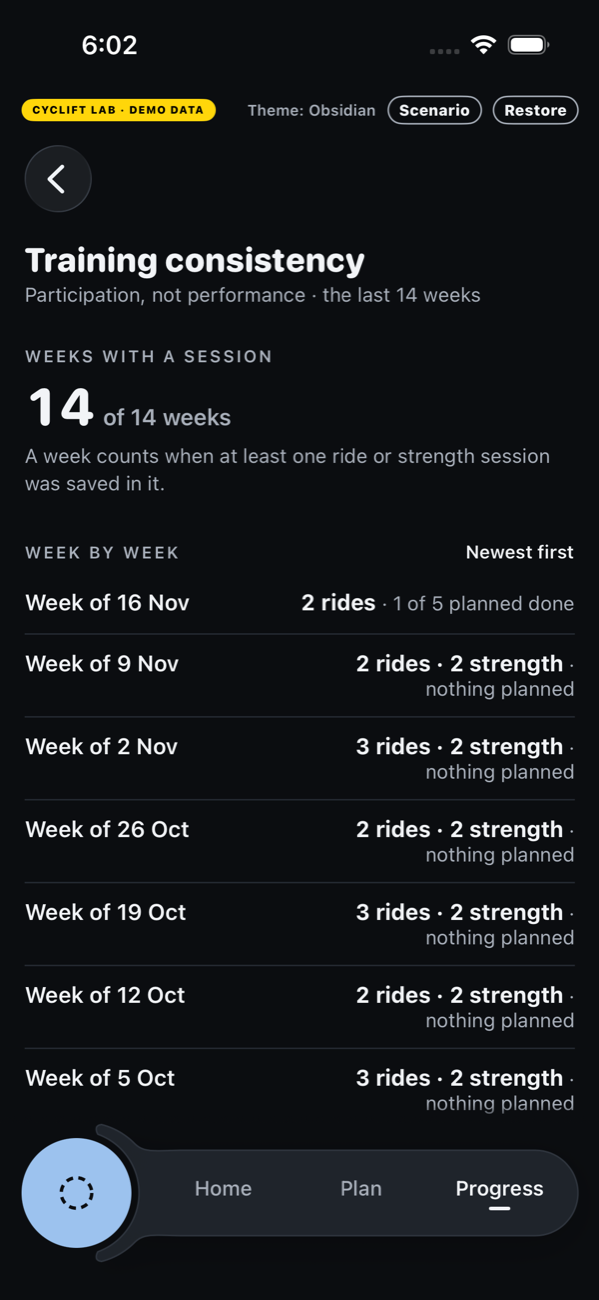 6:02
CYCLIFT LAB · DEMO DATA
Theme: Obsidian
Scenario
Restore
Training consistency
Participation, not performance · the last 14 weeks
WEEKS WITH A SESSION
14 of 14 weeks
A week counts when at least one ride or strength session
was saved in it.
WEEK BY WEEK
Newest first
Week of 16 Nov
2 rides · 1 of 5 planned done
Week of 9 Nov
2 rides · 2 strength ·
nothing planned
Week of 2 Nov
3 rides · 2 strength ·
nothing planned
Week of 26 Oct
2 rides · 2 strength ·
nothing planned
Week of 19 Oct
3 rides · 2 strength ·
nothing planned
Week of 12 Oct
2 rides · 2 strength ·
nothing planned
Week of 5 Oct
3 rides · 2 strength ·
nothing planned
Home
Plan
Progress